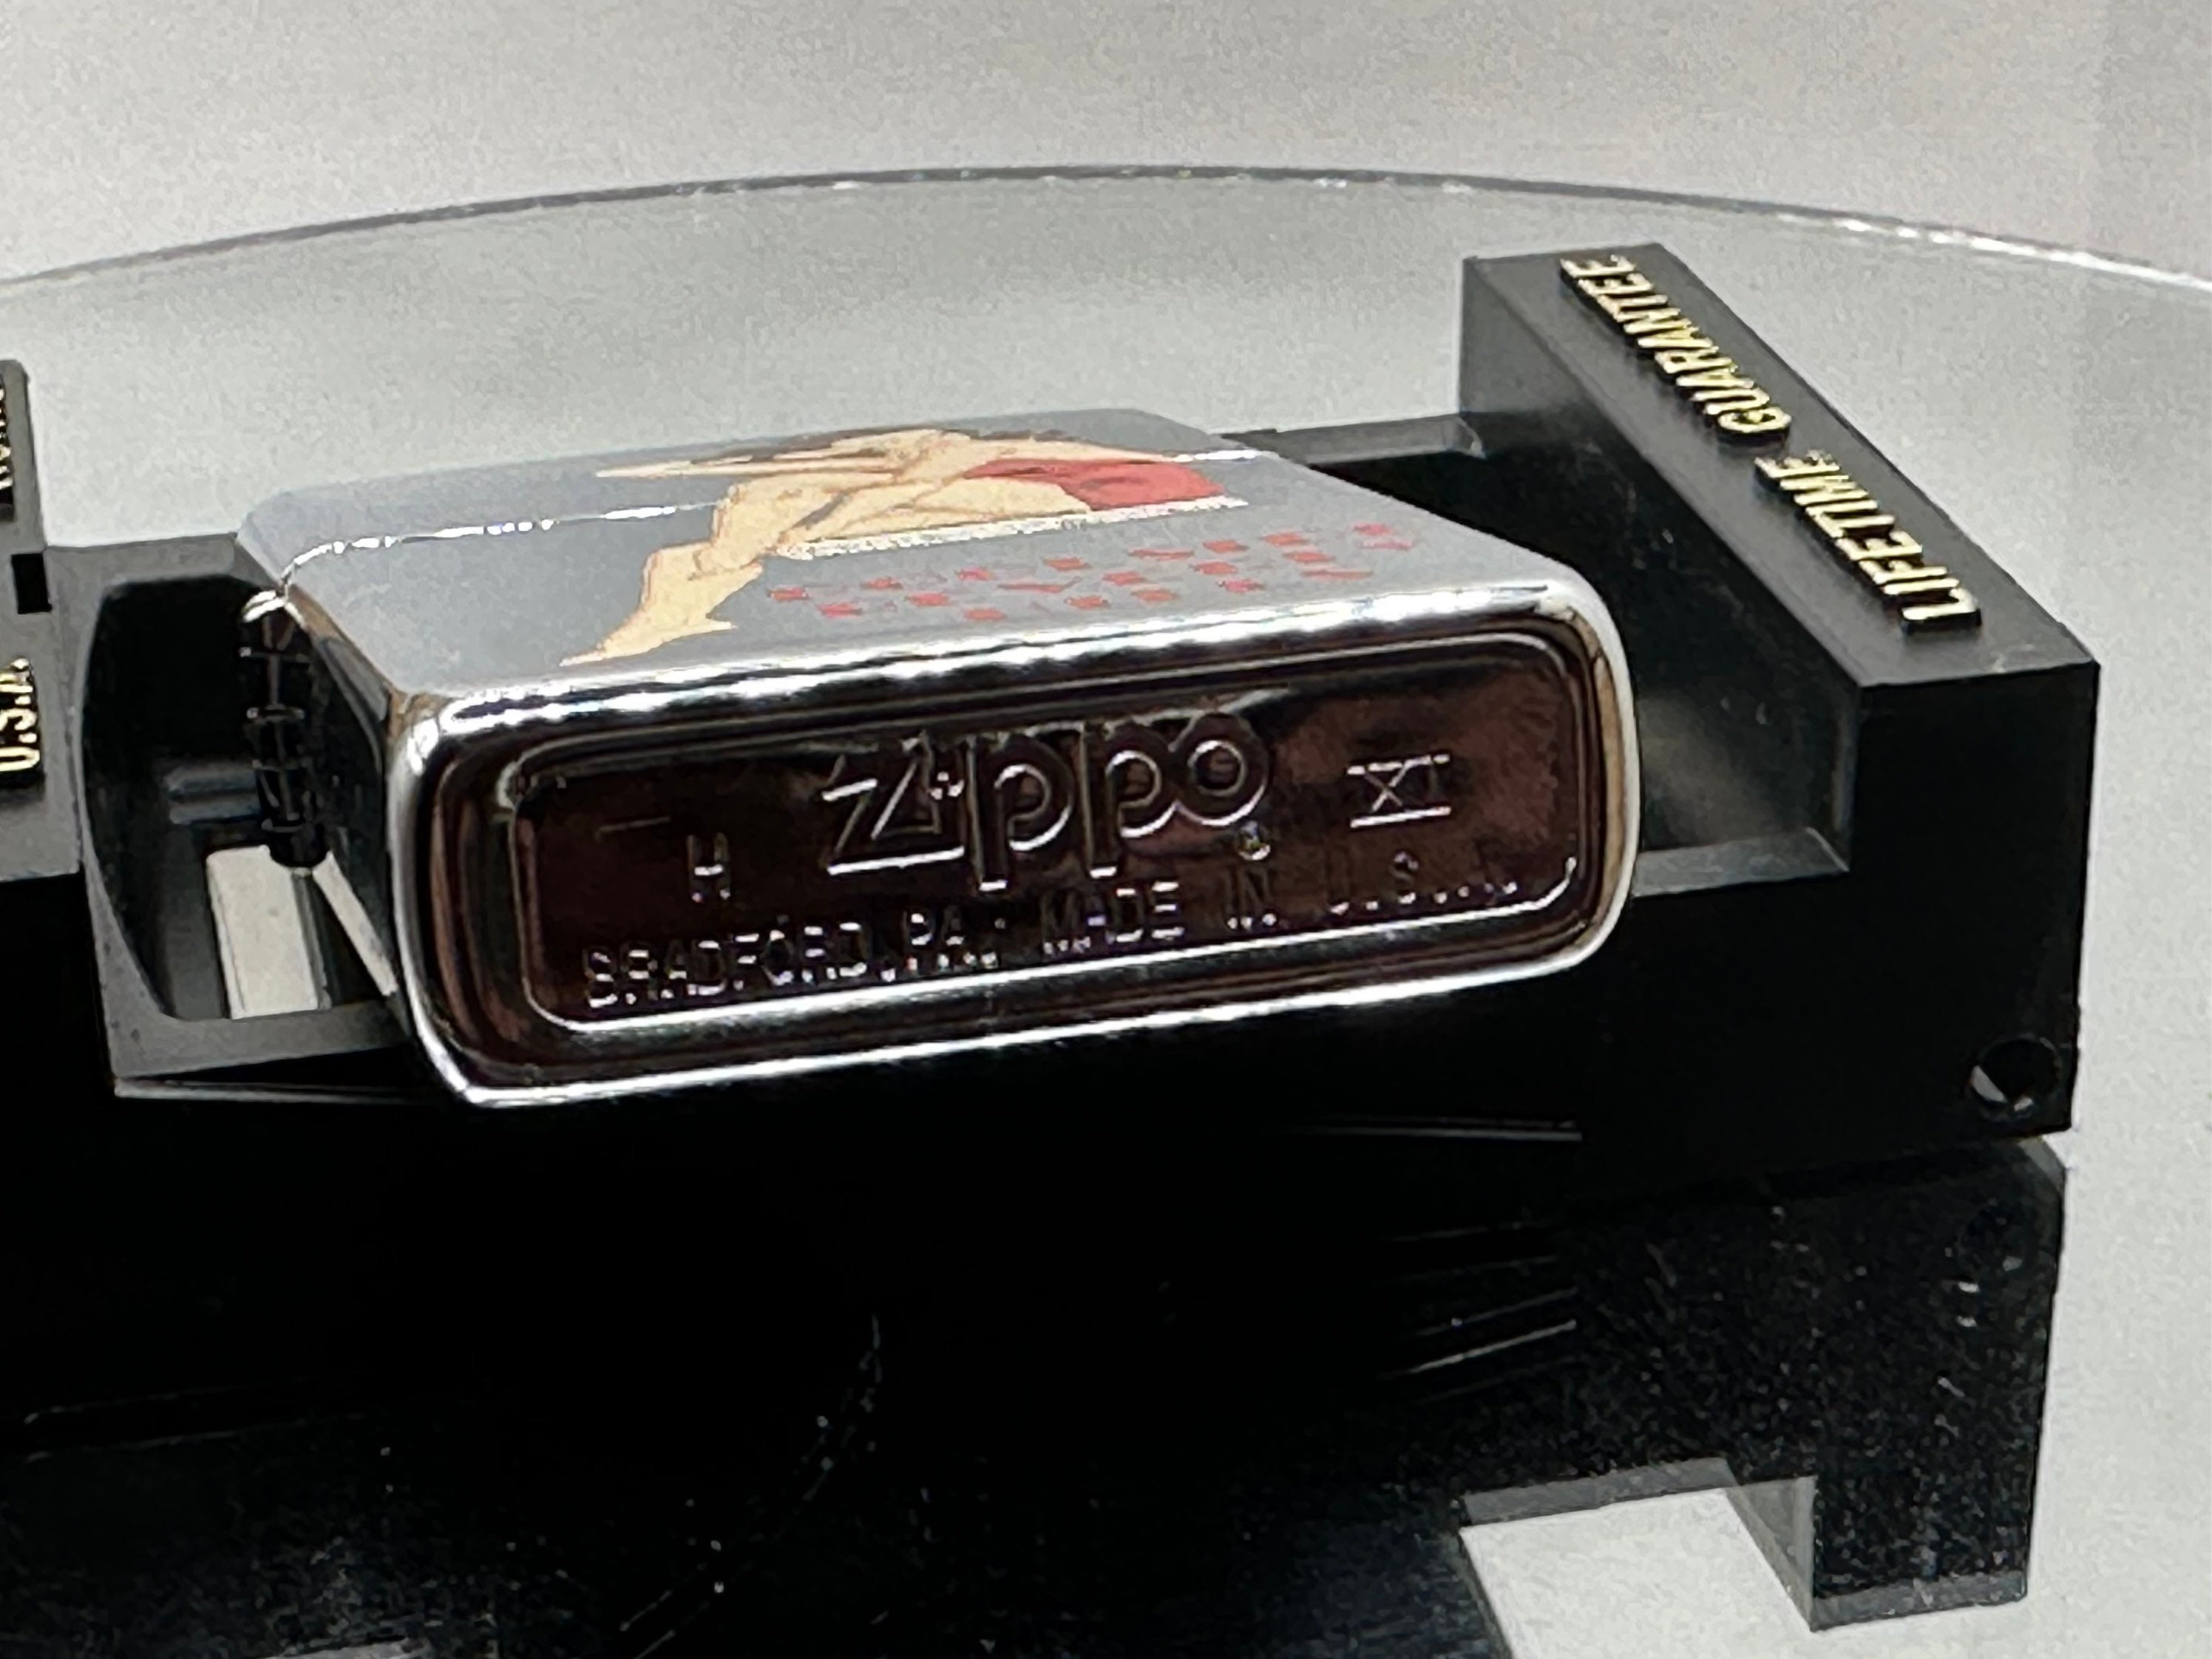 LIFETIME GUARANTEE
U.S.A.
Zippo
H
XI
BRADFORD, PA. MADE IN U.S.A.